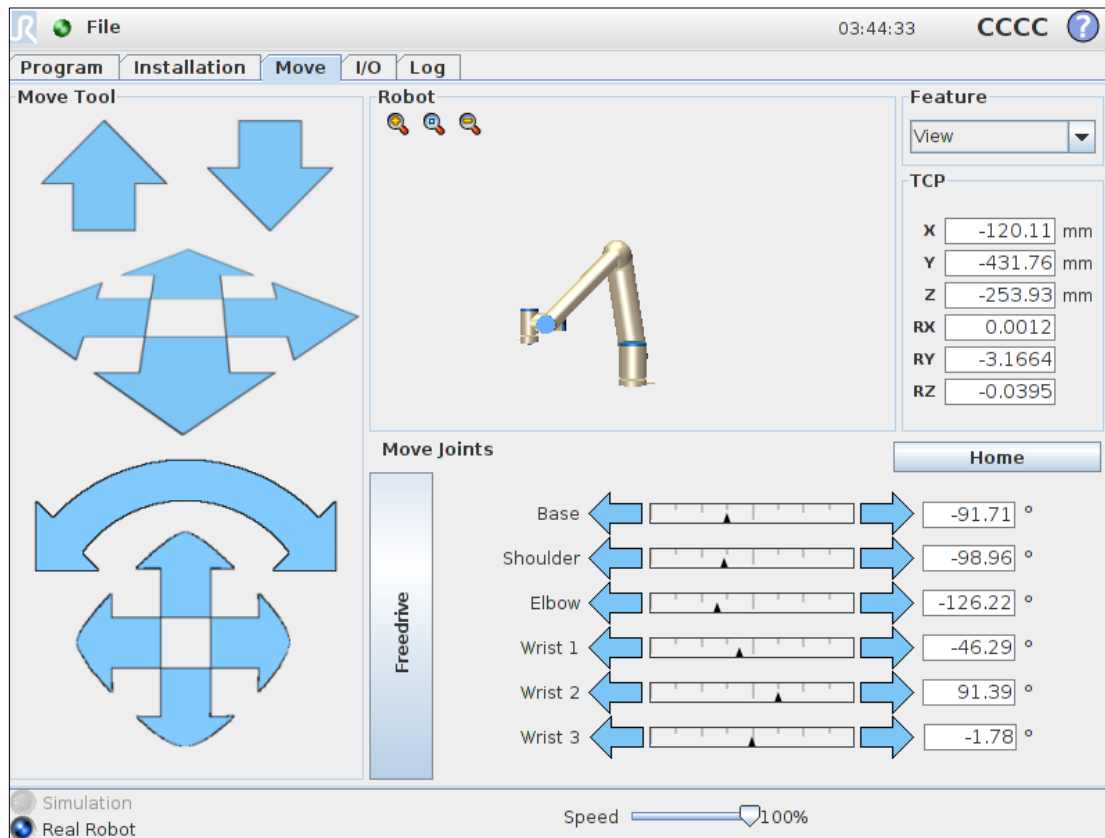 File 03:44:33 CCCC ?
Program Installation Move I/O Log
Move Tool
Robot
Feature
View
TCP
X -120.11 mm
Y -431.76 mm
Z -253.93 mm
RX 0.0012
RY -3.1664
RZ -0.0395
Move Joints
Home
Freedrive
Base -91.71 °
Shoulder -98.96 °
Elbow -126.22 °
Wrist 1 -46.29 °
Wrist 2 91.39 °
Wrist 3 -1.78 °
Simulation
Real Robot
Speed 100%